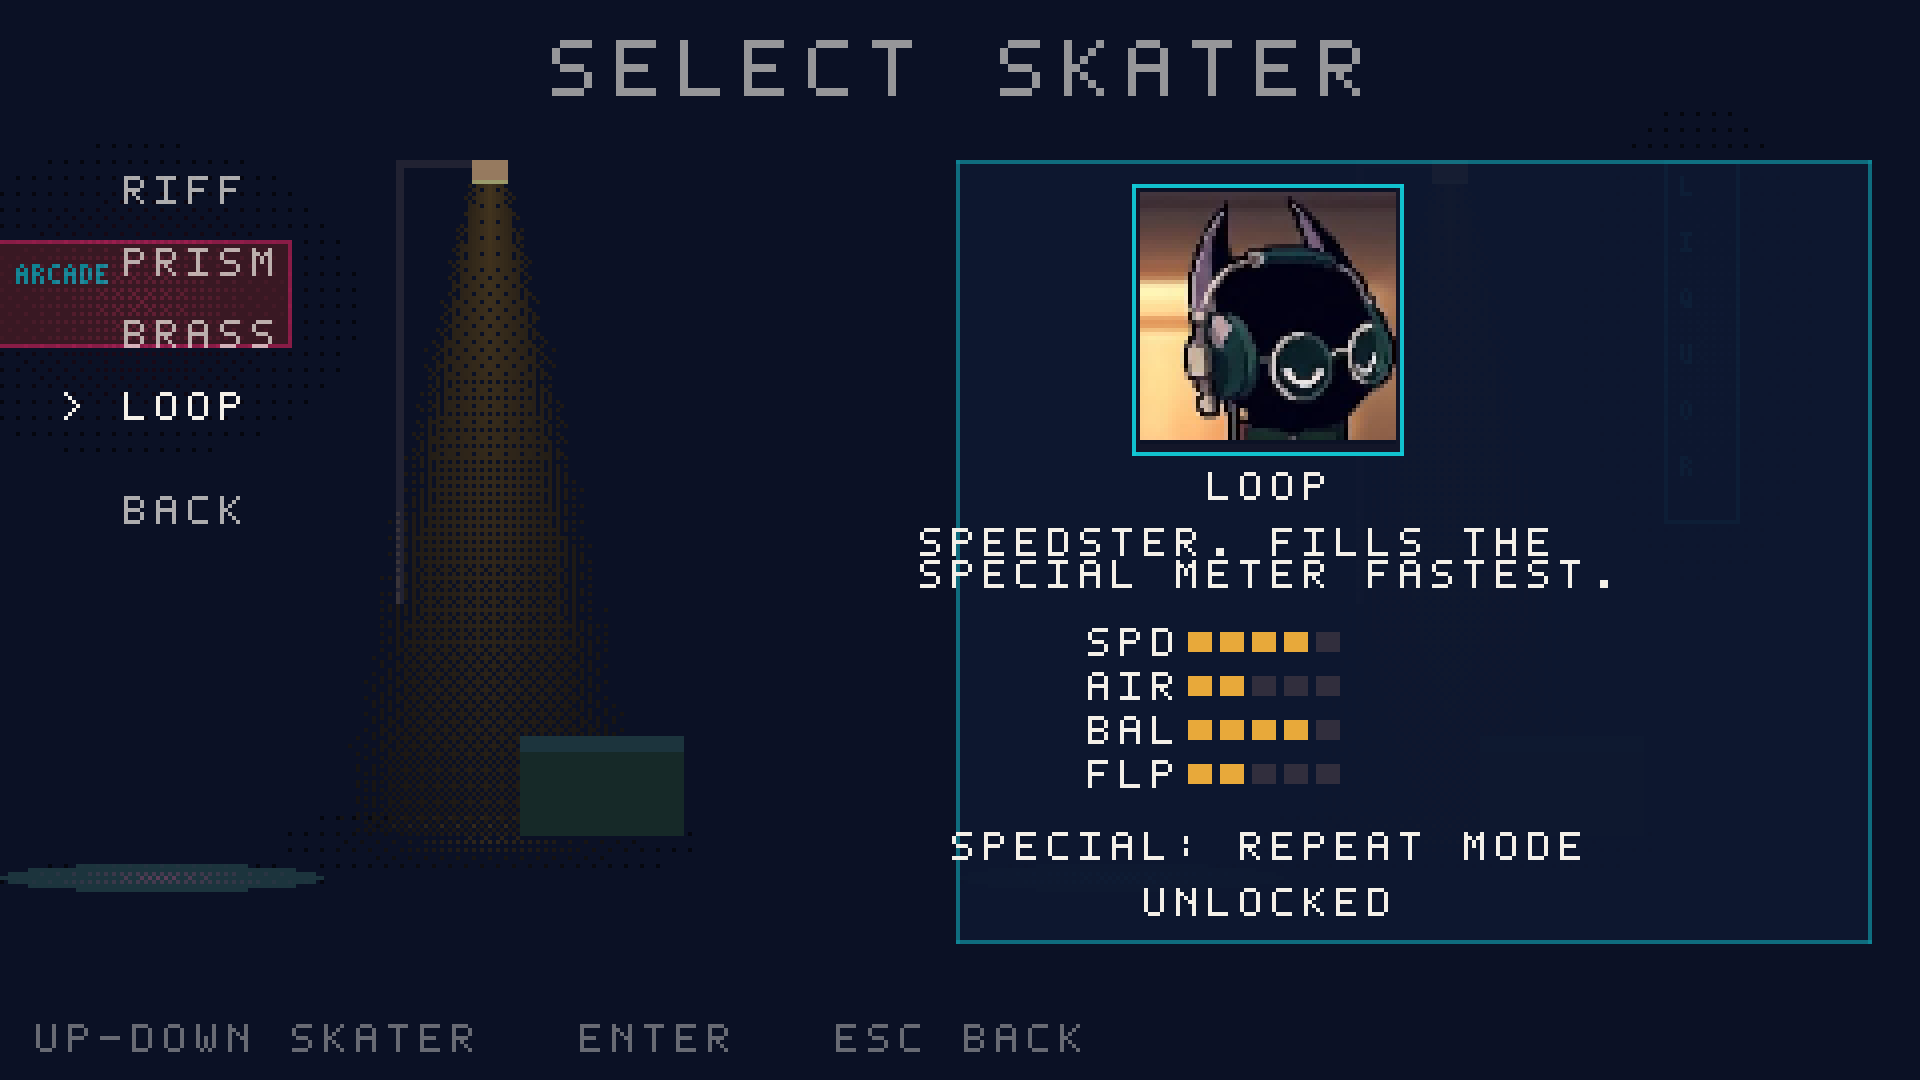 SELECT SKATER
RIFF
ARCADE
PRISM
BRASS
> LOOP
BACK
LIQUOR
LOOP
SPEEDSTER. FILLS THE
SPECIAL METER FASTEST.
SPD
AIR
BAL
FLP
SPECIAL: REPEAT MODE
UNLOCKED
UP-DOWN SKATER ENTER ESC BACK